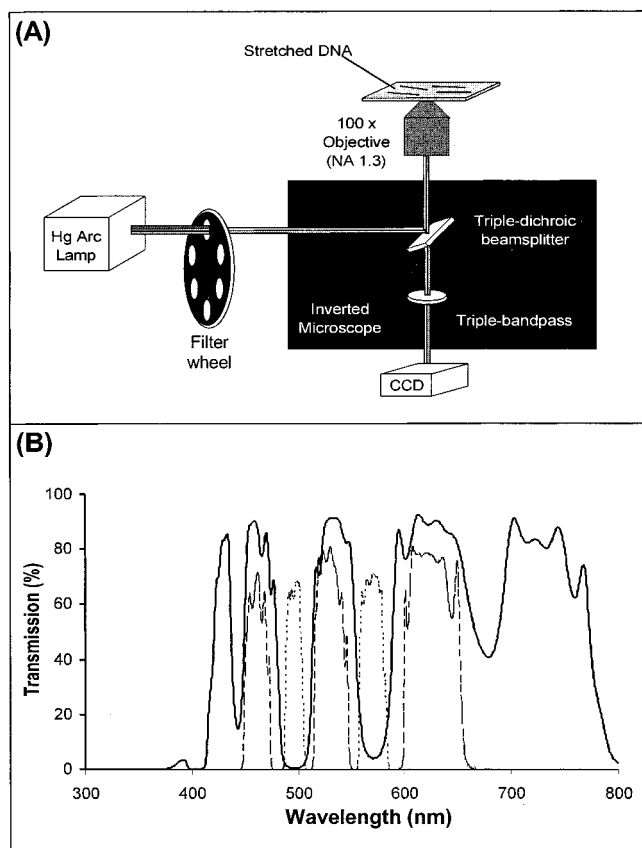 (A)
Stretched DNA
100 x
Objective
(NA 1.3)
Hg Arc
Lamp
Triple-dichroic
beamsplitter
Inverted
Microscope
Triple-bandpass
Filter
wheel
CCD
(B)
Transmission (%)
100
80
60
40
20
0
300 400 500 600 700 800
Wavelength (nm)